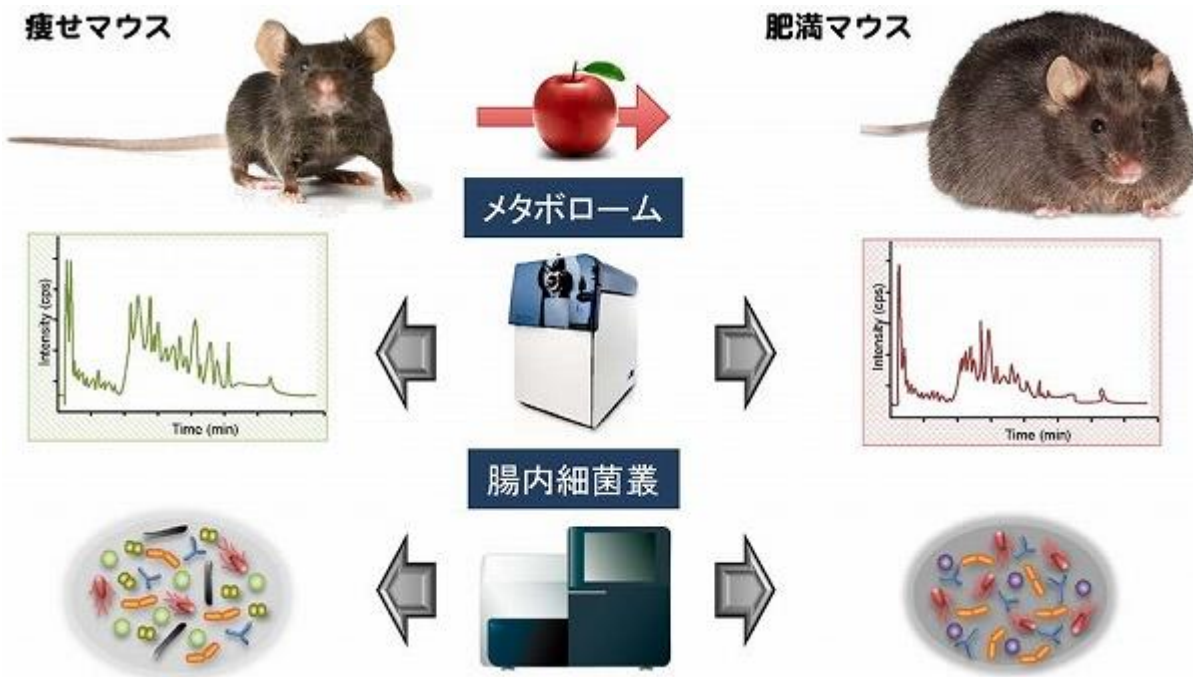 痩せマウス
肥満マウス
メタボローム
Intensity (cps)
Time (min)
Intensity (cps)
Time (min)
腸内細菌叢